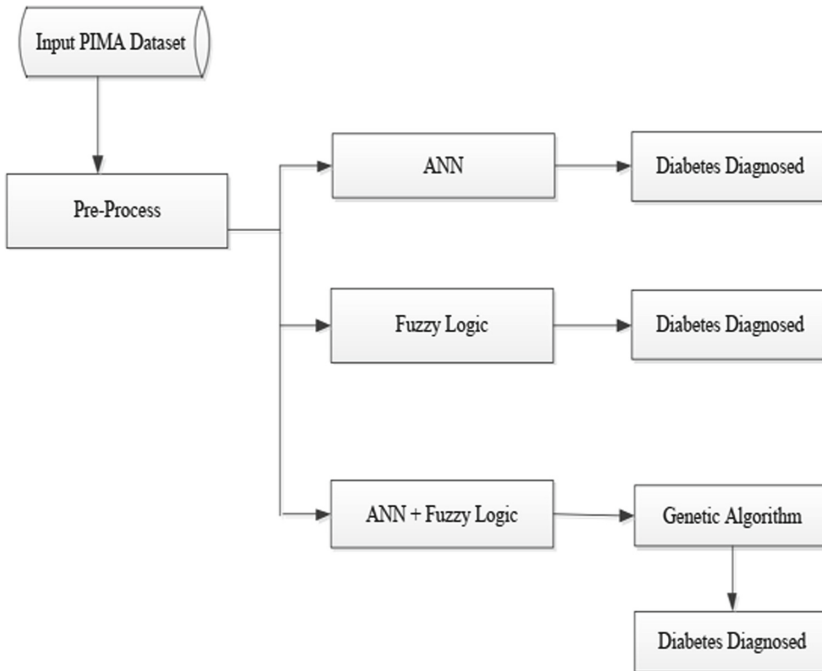 Input PIMA Dataset
Pre-Process
ANN
Diabetes Diagnosed
Fuzzy Logic
Diabetes Diagnosed
ANN + Fuzzy Logic
Genetic Algorithm
Diabetes Diagnosed